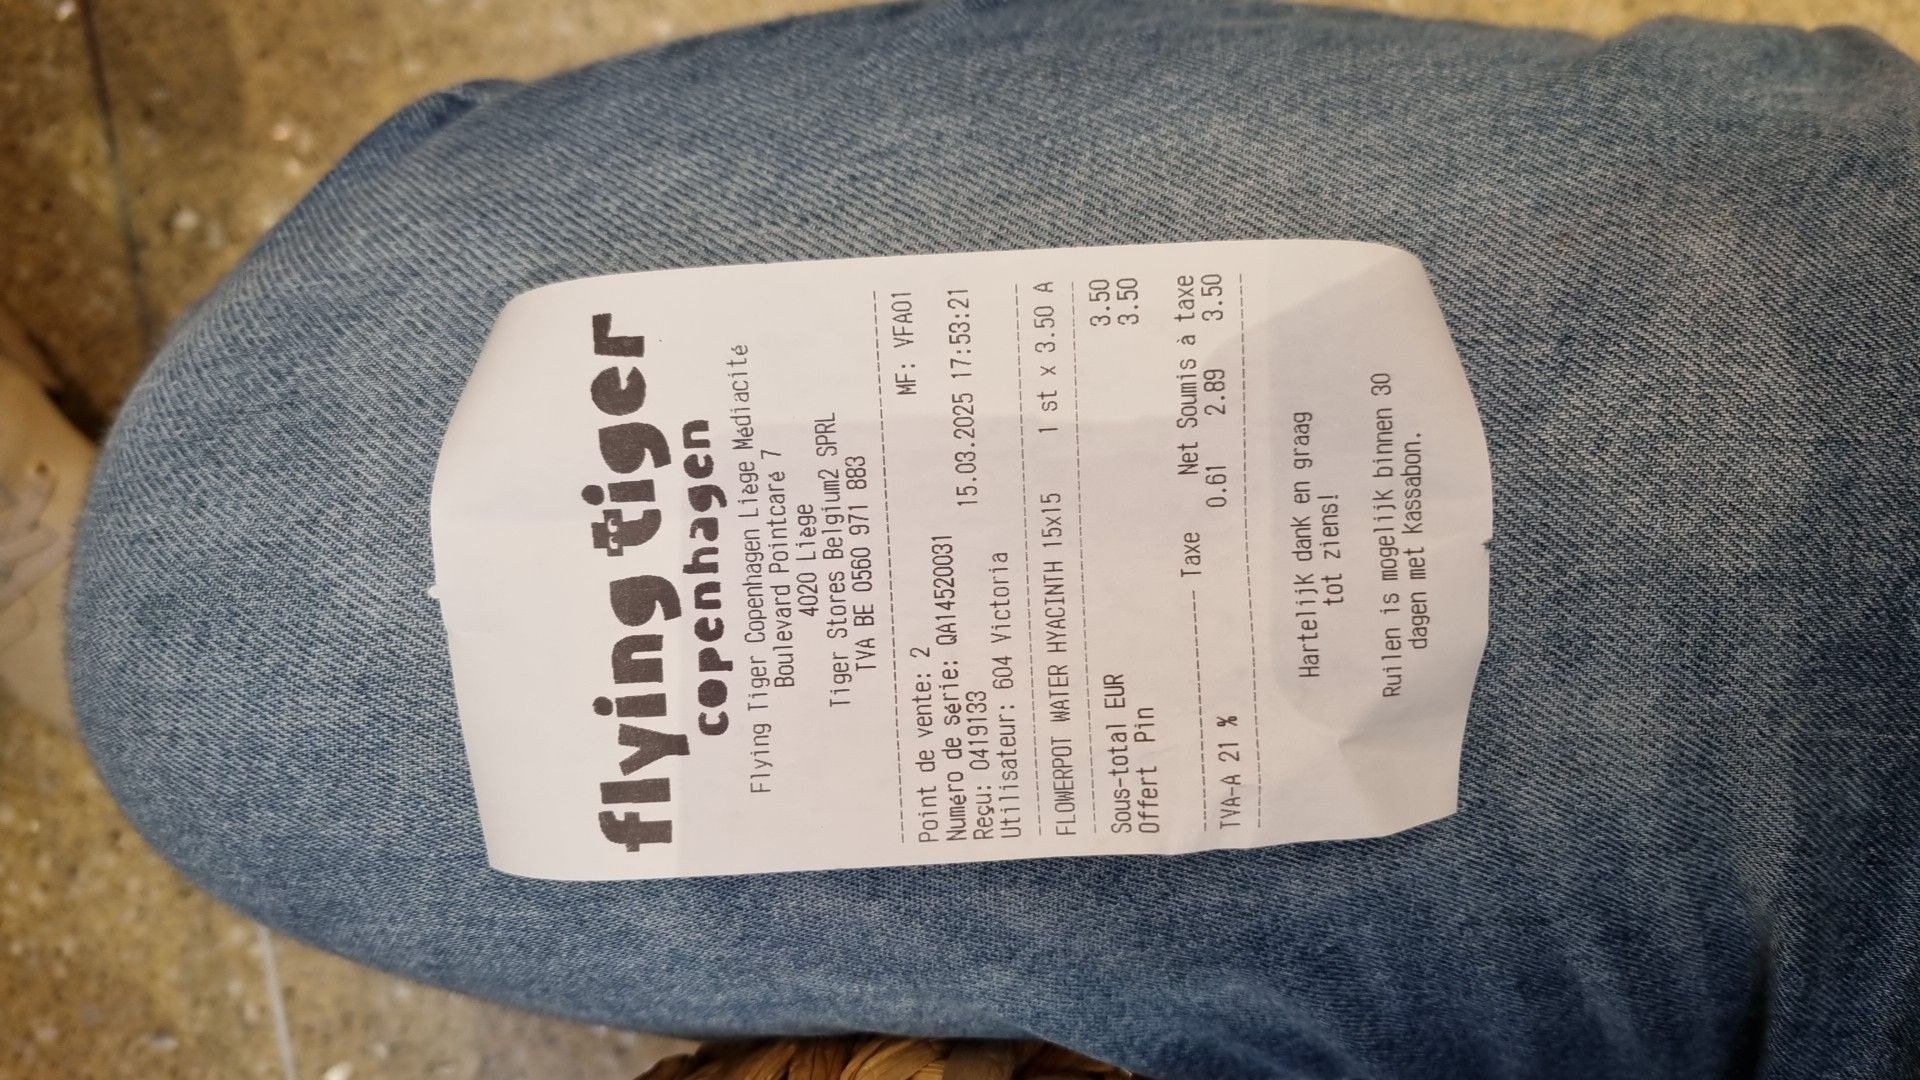 flying tiger
copenhagen
Flying Tiger Copenhagen Liège Médiacité
Boulevard Pointcaré 7
4020 Liège
Tiger Stores Belgium2 SPRL
TVA BE 0560 971 883
Point de vente: 2 MF: VFA01
Numéro de série: QA14520031
Reçu: 0419133 15.03.2025 17:53:21
Utilisateur: 604 Victoria
FLOWERPOT WATER HYACINTH 15x15 1 st x 3.50 A
Sous-total EUR 3.50
Offert Pin 3.50
Taxe Net Soumis à taxe
TVA-A 21 % 0.61 2.89 3.50
Hartelijk dank en graag
tot ziens!
Ruilen is mogelijk binnen 30
dagen met kassabon.